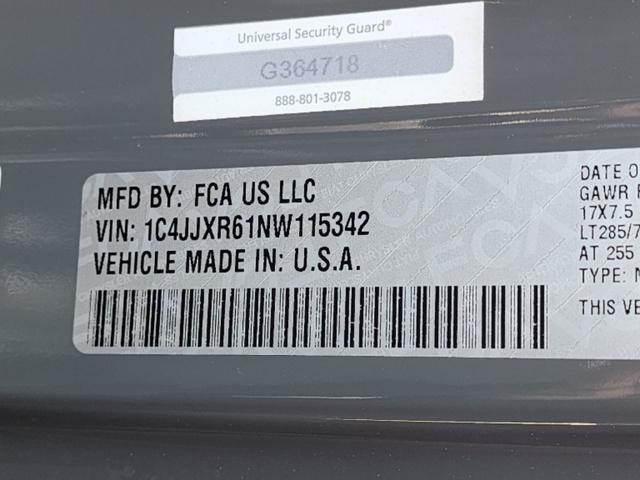 Universal Security Guard®
G364718
888-801-3078
MFD BY: FCA US LLC
VIN: 1C4JJXR61NW115342
VEHICLE MADE IN: U.S.A.
DATE O
GAWR
17X7.5
LT285/7
AT 255
TYPE:
THIS VE